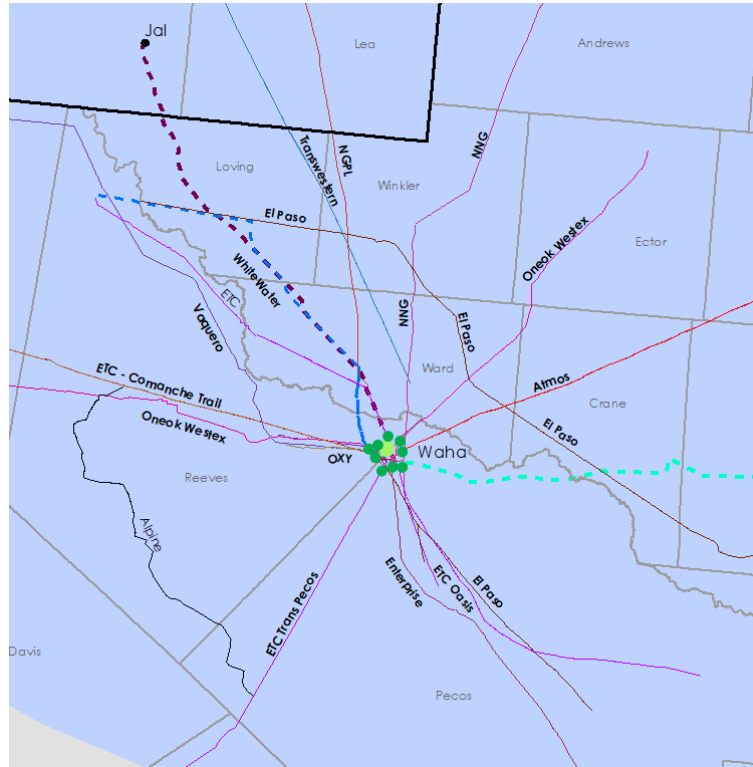 Jal
Lea
Andrews
NNG
Transwestern
NGPL
Loving
Winkler
El Paso
Oneok Westex
Ector
WhiteWater
ETC
Vaquero
NNG
El Paso
Ward
Atmos
ETC - Comanche Trail
Crane
Oneok Westex
El Paso
OXY
Waha
Reeves
Alpine
ETC Oasis
El Paso
Enterprise
ETC Trans Pecos
Davis
Pecos